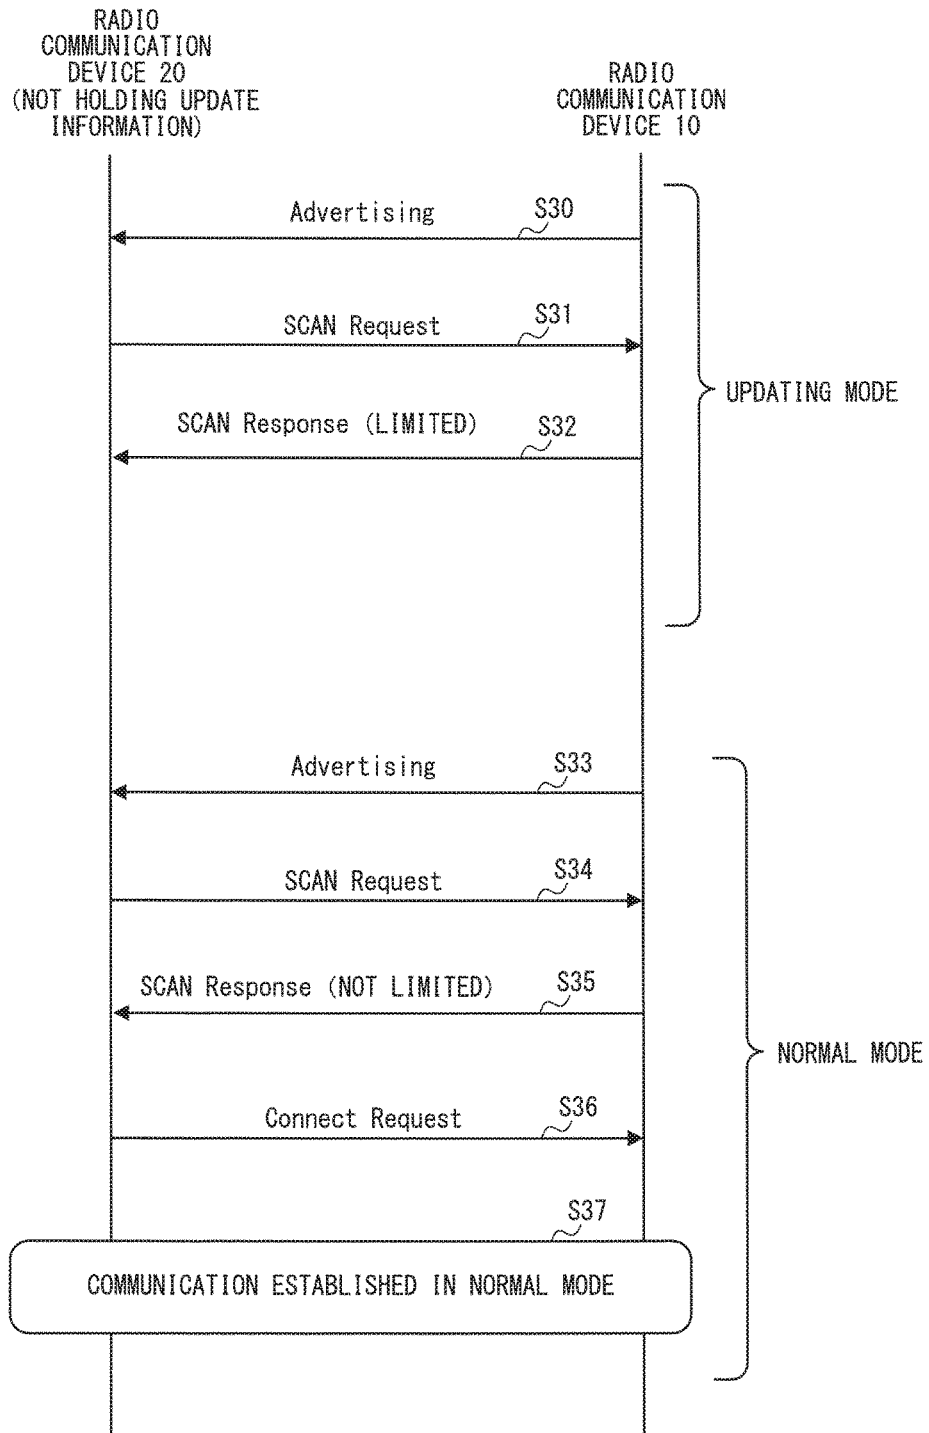 RADIO
COMMUNICATION
DEVICE 20
(NOT HOLDING UPDATE
INFORMATION)
RADIO
COMMUNICATION
DEVICE 10
Advertising
S30
SCAN Request
S31
SCAN Response (LIMITED)
S32
UPDATING MODE
Advertising
S33
SCAN Request
S34
SCAN Response (NOT LIMITED)
S35
Connect Request
S36
NORMAL MODE
S37
COMMUNICATION ESTABLISHED IN NORMAL MODE